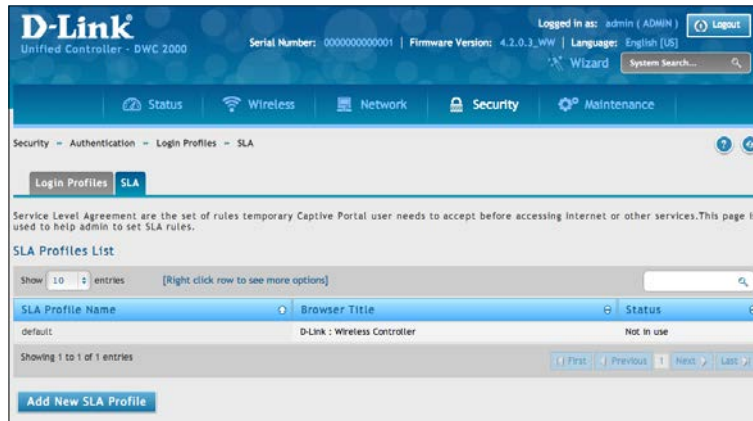 D-Link
Unified Controller - DWC 2000
Logged in as: admin ( ADMIN )
Logout
Serial Number: 0000000000001 | Firmware Version: 4.2.0.3_WW | Language: English [US]
Wizard
System Search...
Status
Wireless
Network
Security
Maintenance
Security
Authentication
Login Profiles
SLA
Login Profiles
SLA
Service Level Agreement are the set of rules temporary Captive Portal user needs to accept before accessing internet or other services.This page
used to help admin to set SLA rules.
SLA Profiles List
Show 10 entries
[Right click row to see more options]
SLA Profile Name
Browser Title
Status
default
D-Link : Wireless Controller
Not in use
Showing 1 to 1 of 1 entries
First
Previous
1
Next
Last
Add New SLA Profile